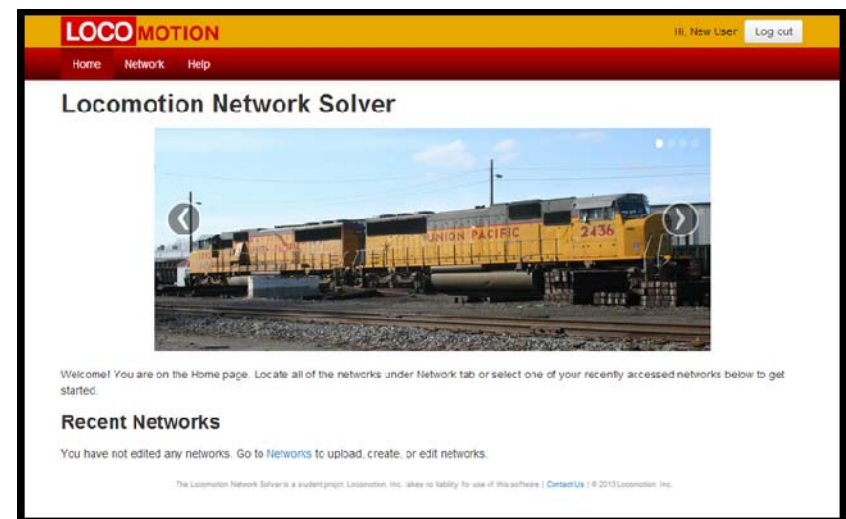 LOCOMOTION
Hi, New User Log out
Home Network Help
Locomotion Network Solver
UNION PACIFIC 2436
Welcome! You are on the Home page. Locate all of the networks under Network tab or select one of your recently accessed networks below to get
started.
Recent Networks
You have not edited any networks. Go to Networks to upload, create, or edit networks.
The Locomotion Network Solver is a student projct. Locomotion, Inc. takes no liability for use of this software | Contact Us | © 2013 Locomotion, Inc.